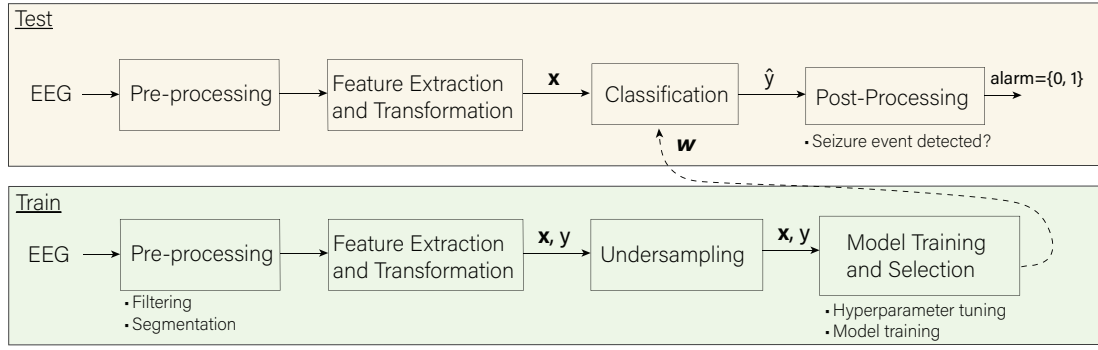 Test
EEG
Pre-processing
Feature Extraction
and Transformation
x
Classification
ŷ
Post-Processing
alarm={0, 1}
▪ Seizure event detected?
w
Train
EEG
Pre-processing
▪ Filtering
▪ Segmentation
Feature Extraction
and Transformation
x, y
Undersampling
x, y
Model Training
and Selection
▪ Hyperparameter tuning
▪ Model training